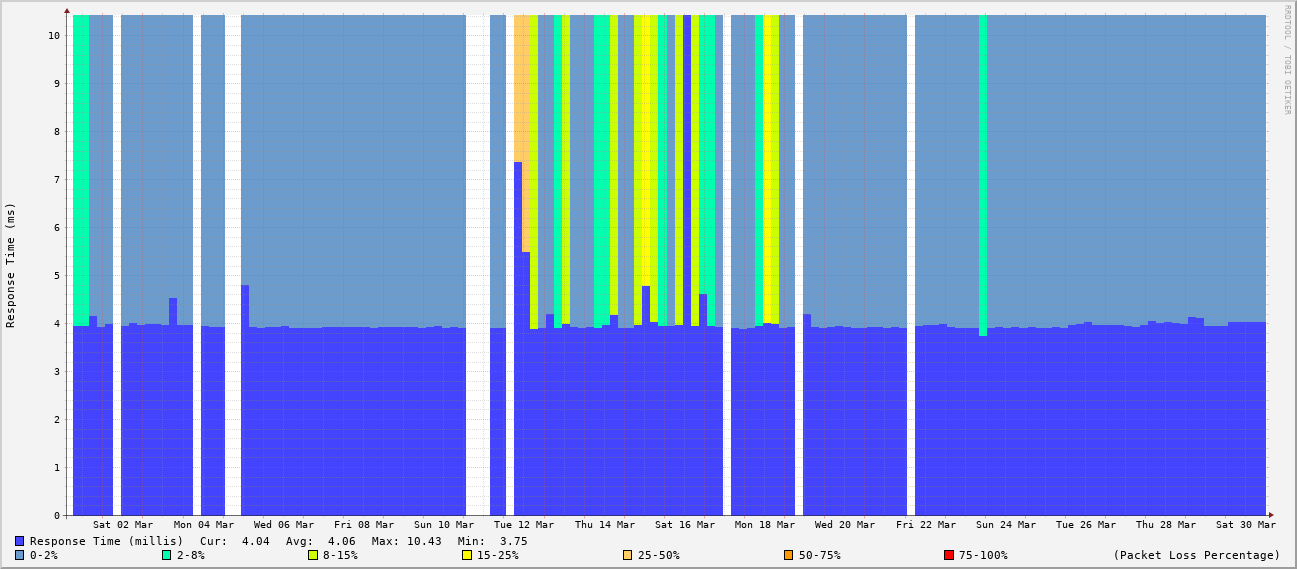 RRDTOOL / TOBI OETIKER
Response Time (ms)
10
9
8
7
6
5
4
3
2
1
0
Sat 02 Mar Mon 04 Mar Wed 06 Mar Fri 08 Mar Sun 10 Mar Tue 12 Mar Thu 14 Mar Sat 16 Mar Mon 18 Mar Wed 20 Mar Fri 22 Mar Sun 24 Mar Tue 26 Mar Thu 28 Mar Sat 30 Mar
Response Time (millis) Cur: 4.04 Avg: 4.06 Max: 10.43 Min: 3.75
0-2% 2-8% 8-15% 15-25% 25-50% 50-75% 75-100% (Packet Loss Percentage)